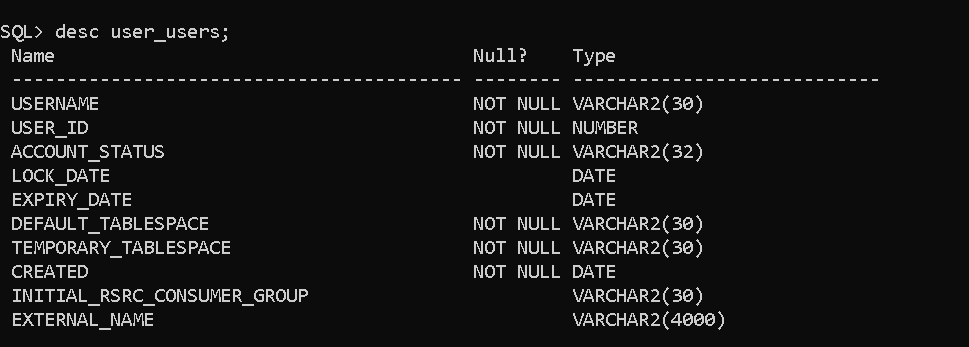 SQL> desc user_users;
Name Null? Type
----------------------------------------- -------- ----------------------------
USERNAME NOT NULL VARCHAR2(30)
USER_ID NOT NULL NUMBER
ACCOUNT_STATUS NOT NULL VARCHAR2(32)
LOCK_DATE DATE
EXPIRY_DATE DATE
DEFAULT_TABLESPACE NOT NULL VARCHAR2(30)
TEMPORARY_TABLESPACE NOT NULL VARCHAR2(30)
CREATED NOT NULL DATE
INITIAL_RSRC_CONSUMER_GROUP VARCHAR2(30)
EXTERNAL_NAME VARCHAR2(4000)